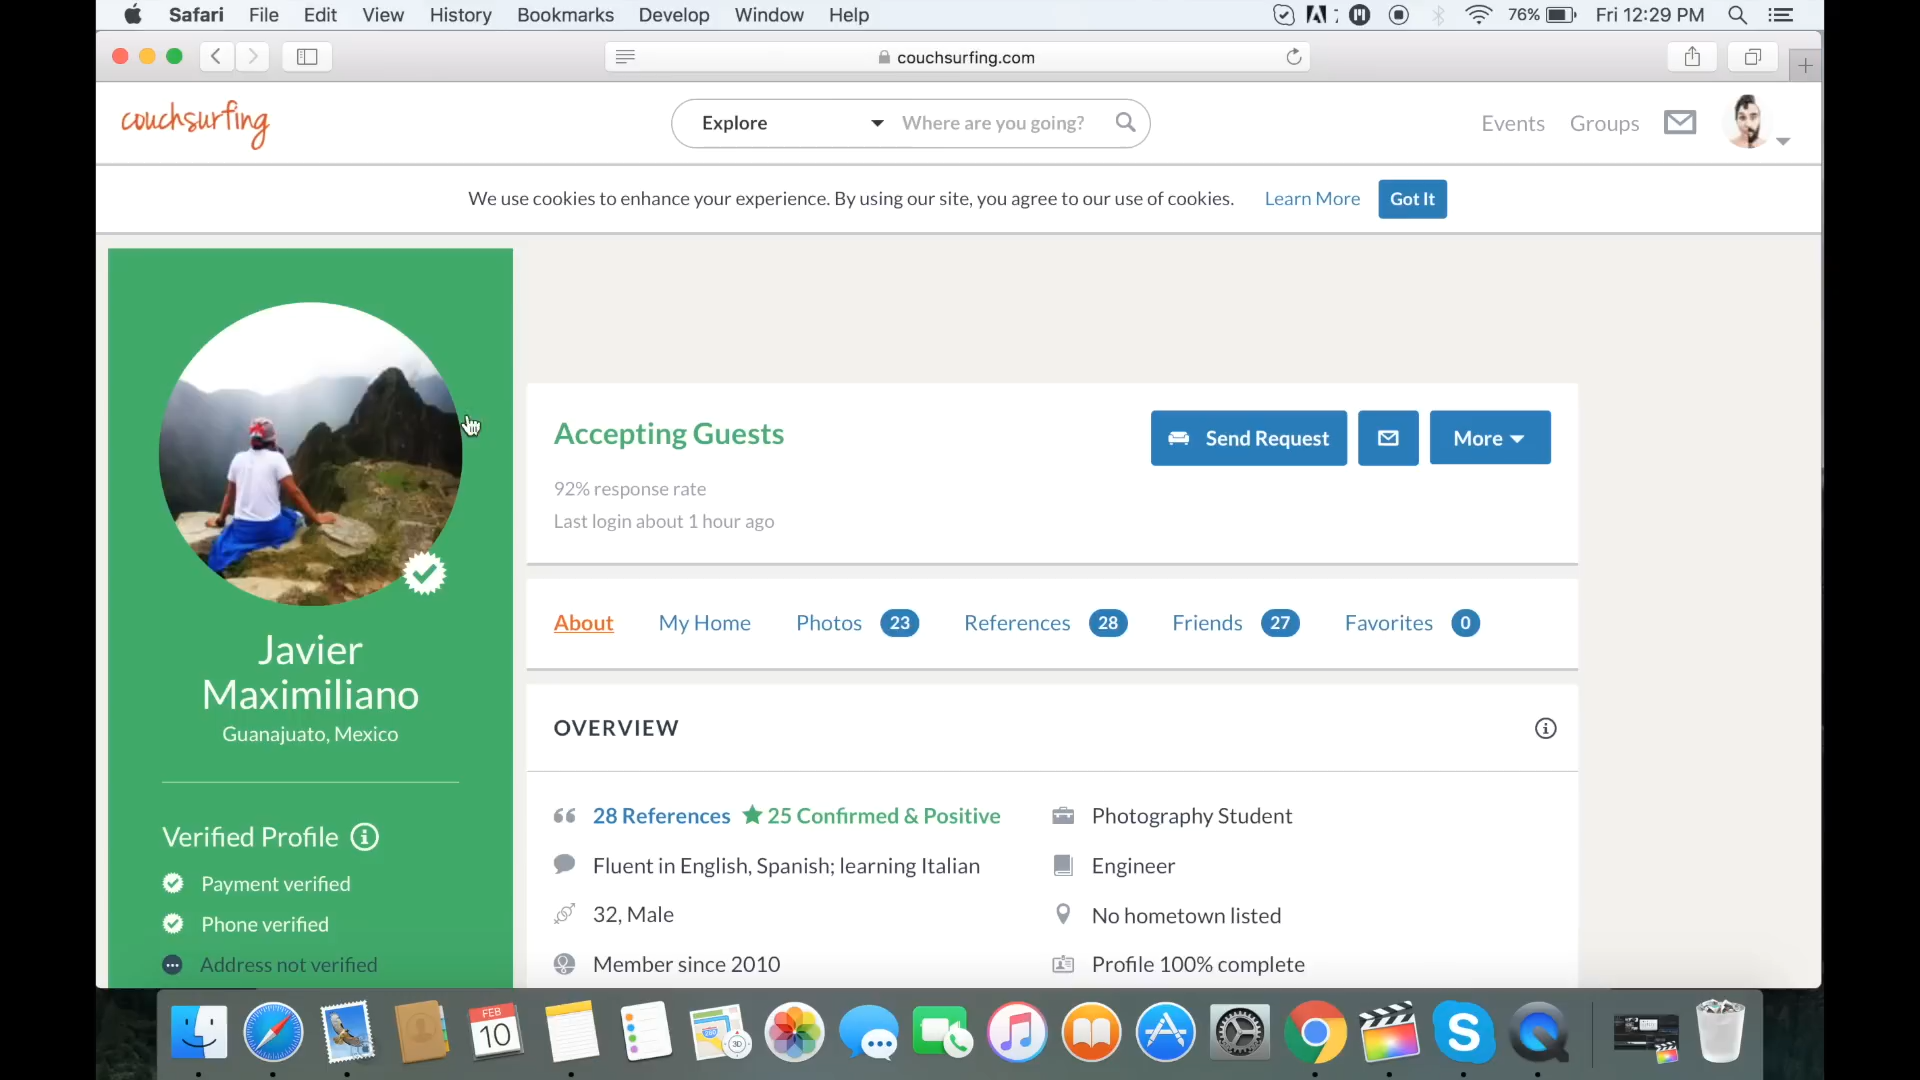 Safari File Edit View History Bookmarks Develop Window Help 76% Fri 12:29 PM
couchsurfing.com
couchsurfing Explore Where are you going? Events Groups
We use cookies to enhance your experience. By using our site, you agree to our use of cookies. Learn More Got It
Accepting Guests
Send Request More
92% response rate
Last login about 1 hour ago
Javier
Maximiliano
Guanajuato, Mexico
Verified Profile
Payment verified
Phone verified
Address not verified
About My Home Photos 23 References 28 Friends 27 Favorites 0
OVERVIEW
28 References 25 Confirmed & Positive
Photography Student
Fluent in English, Spanish; learning Italian
Engineer
32, Male
No hometown listed
Member since 2010
Profile 100% complete
FEB
10
3D